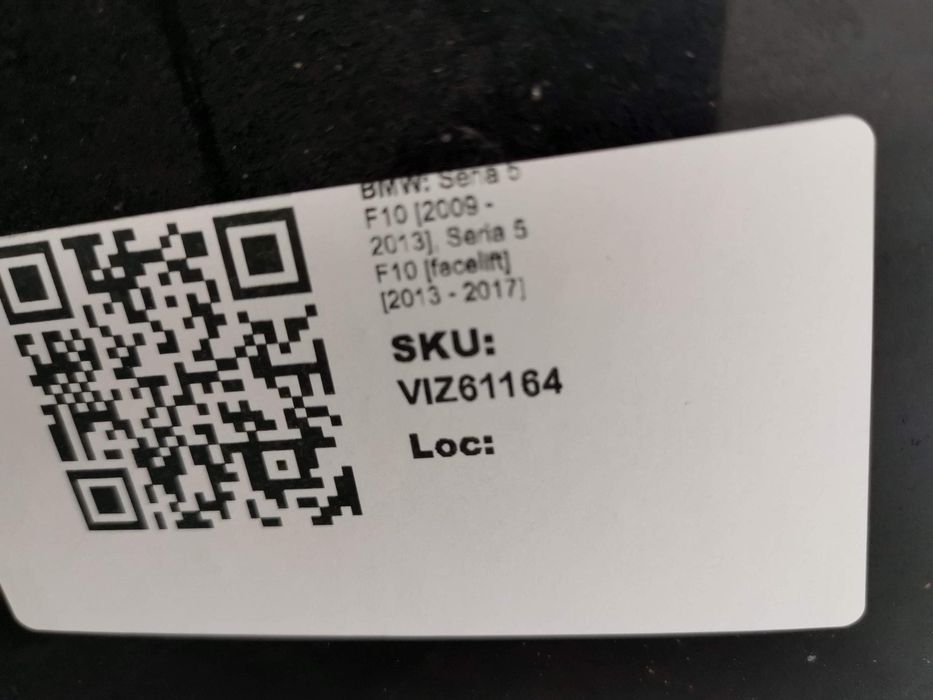 BMW: Seria 5
F10 [2009 -
2013], Seria 5
F10 [facelift]
[2013 - 2017]
SKU:
VIZ61164
Loc: